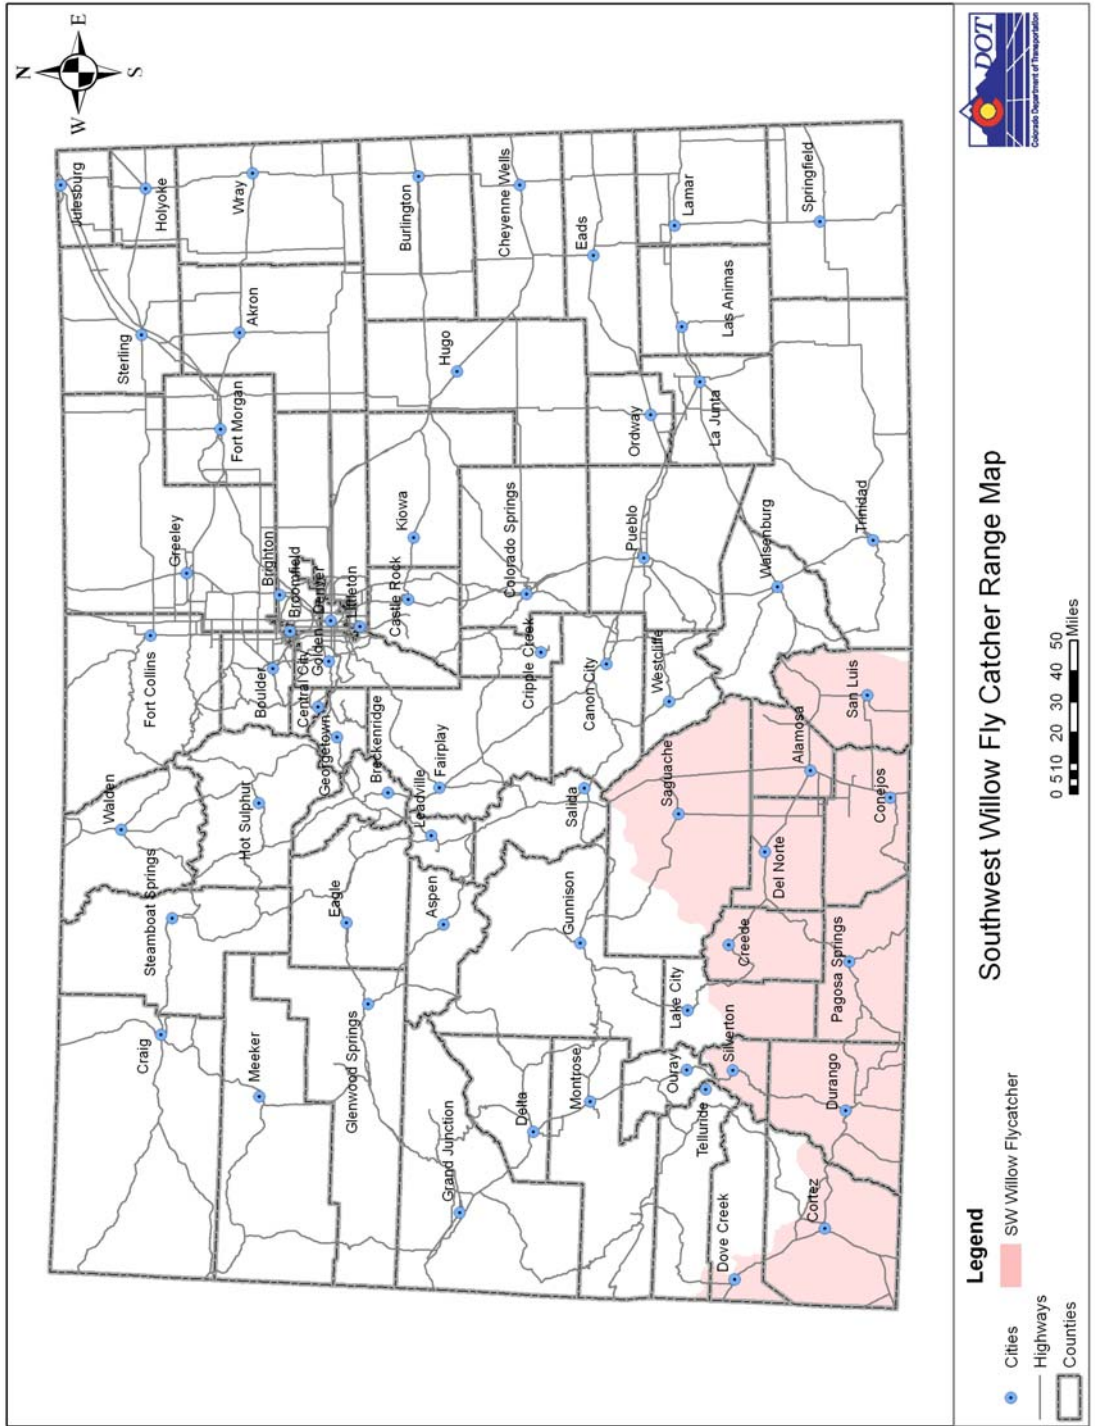 N
W
E
S
Julesburg
Holyoke
Sterling
Wray
Akron
Fort Morgan
Greeley
Fort Collins
Walden
Steamboat Springs
Craig
Meeker
Hot Sulphut
Boulder
Brighton
Broomfield
Central City
Golden
Denver
Littleton
Georgetown
Breckenridge
Eagle
Glenwood Springs
Castle Rock
Kiowa
Burlington
Hugo
Cheyenne Wells
Fairplay
Leadville
Aspen
Grand Junction
Colorado Springs
Cripple Creek
Delta
Montrose
Gunnison
Salida
Canon City
Pueblo
Ordway
Eads
Lamar
Las Animas
La Junta
Westcliffe
Saguache
Lake City
Ouray
Telluride
Silverton
Creede
Del Norte
Alamosa
Walsenburg
Springfield
Trinidad
San Luis
Conejos
Pagosa Springs
Durango
Cortez
Dove Creek
Legend
Cities
Highways
Counties
SW Willow Flycatcher
Southwest Willow Fly Catcher Range Map
0 5 10 20 30 40 50
Miles
DOT
Colorado Department of Transportation